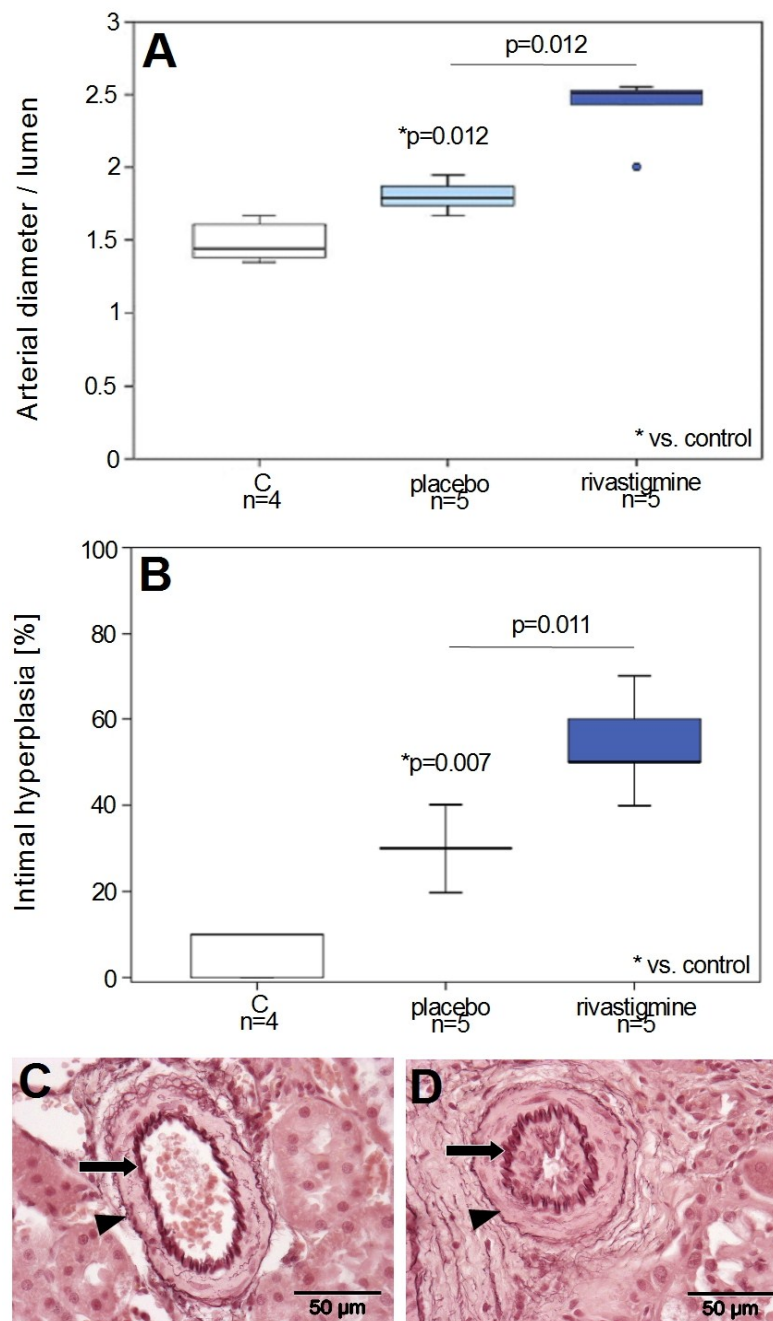 A
p=0.012
3
2.5
*p=0.012
2
1.5
1
0.5
0
Arterial diameter / lumen
* vs. control
C placebo rivastigmine
n=4 n=5 n=5
B
100
80
p=0.011
60
*p=0.007
40
20
0
Intimal hyperplasia [%]
* vs. control
C placebo rivastigmine
n=4 n=5 n=5
C
50 µm
D
50 µm